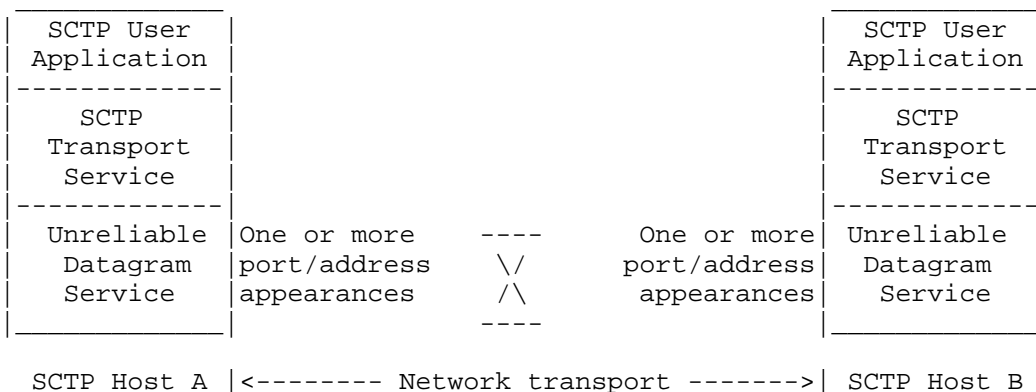 SCTP User SCTP User
Application Application
SCTP SCTP
Transport Transport
Service Service
Unreliable One or more ---- One or more Unreliable
Datagram port/address \/ port/address Datagram
Service appearances /\ appearances Service
----
SCTP Host A |<-------- Network transport ------->| SCTP Host B